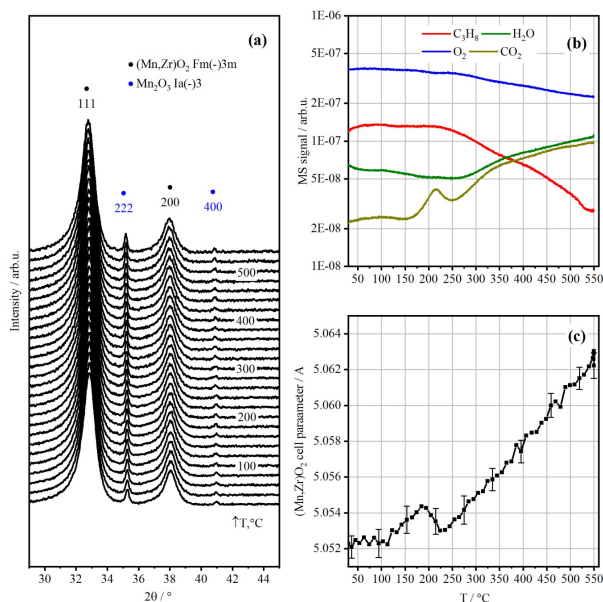 (a)
● (Mn,Zr)O₂ Fm(-)3m
● Mn₂O₃ Ia(-)3
111
222
200
400
500
400
300
200
100
↑T,°C
Intensity / arb.u.
30 32 34 36 38 40 42 44
2θ / °
(b)
C₃H₈ H₂O
O₂ CO₂
1E-06
5E-07
2E-07
1E-07
5E-08
2E-08
1E-08
MS signal / arb.u.
50 100 150 200 250 300 350 400 450 500 550
(c)
5.064
5.062
5.060
5.058
5.056
5.054
5.052
(Mn,Zr)O₂ cell paraameter / A
50 100 150 200 250 300 350 400 450 500 550
T / °C